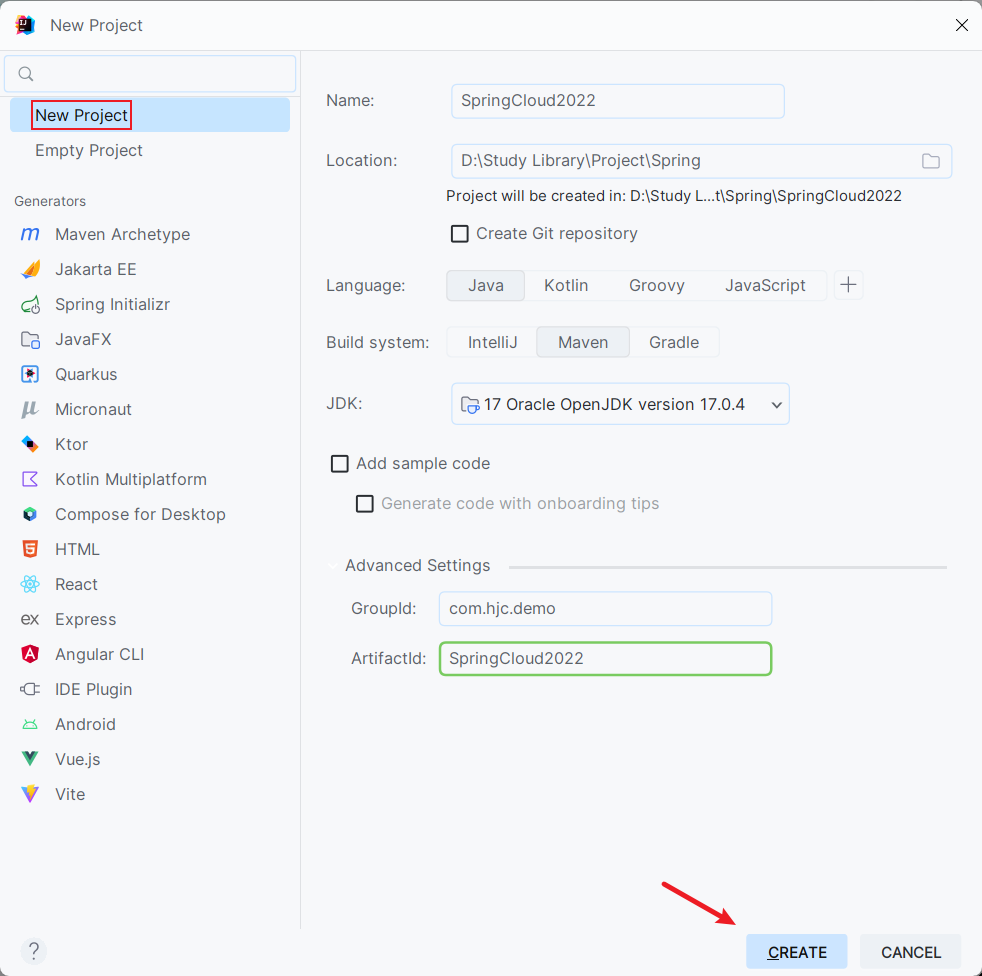 New Project
New Project
Empty Project
Generators
Maven Archetype
Jakarta EE
Spring Initializr
JavaFX
Quarkus
Micronaut
Ktor
Kotlin Multiplatform
Compose for Desktop
HTML
React
ex Express
Angular CLI
IDE Plugin
Android
Vue.js
Vite
?
Name: SpringCloud2022
Location: D:\Study Library\Project\Spring
Project will be created in: D:\Study L...t\Spring\SpringCloud2022
Create Git repository
Language: Java Kotlin Groovy JavaScript +
Build system: IntelliJ Maven Gradle
JDK: 17 Oracle OpenJDK version 17.0.4
Add sample code
Generate code with onboarding tips
Advanced Settings
GroupId: com.hjc.demo
ArtifactId: SpringCloud2022
CREATE CANCEL